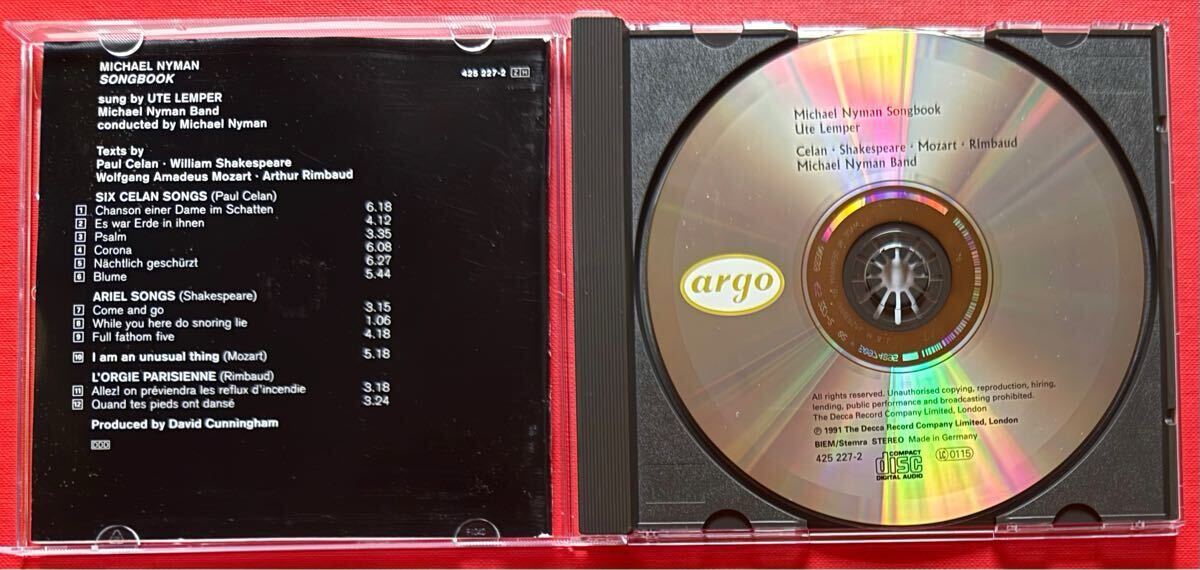 MICHAEL NYMAN
SONGBOOK
425 227-2 ZH
sung by UTE LEMPER
Michael Nyman Band
conducted by Michael Nyman
Texts by
Paul Celan · William Shakespeare
Wolfgang Amadeus Mozart · Arthur Rimbaud
SIX CELAN SONGS (Paul Celan)
1 Chanson einer Dame im Schatten 6.18
2 Es war Erde in ihnen 4.12
3 Psalm 3.35
4 Corona 6.08
5 Nächtlich geschürzt 6.27
6 Blume 5.44
ARIEL SONGS (Shakespeare)
7 Come and go 3.15
8 While you here do snoring lie 1.06
9 Full fathom five 4.18
10 I am an unusual thing (Mozart) 5.18
L'ORGIE PARISIENNE (Rimbaud)
11 Allez! on préviendra les reflux d'incendie 3.18
12 Quand tes pieds ont dansé 3.24
Produced by David Cunningham
DDD
Michael Nyman Songbook
Ute Lemper
Celan · Shakespeare · Mozart · Rimbaud
Michael Nyman Band
argo
All rights reserved. Unauthorised copying, reproduction, hiring,
lending, public performance and broadcasting prohibited.
The Decca Record Company Limited, London
℗ 1991 The Decca Record Company Limited, London
BIEM/Stemra STEREO Made in Germany
425 227-2
COMPACT
disc
DIGITAL AUDIO
LC 0115